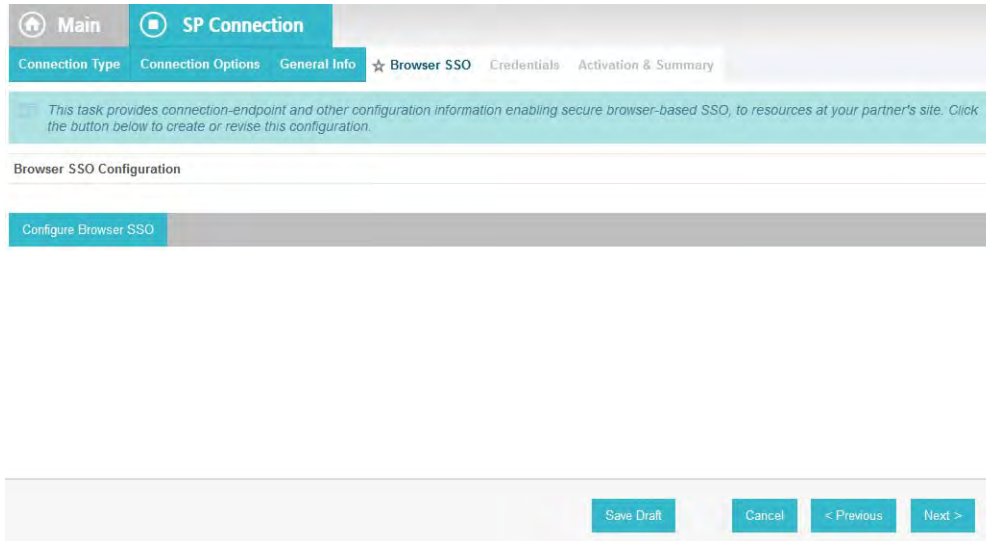 Main SP Connection
Connection Type Connection Options General Info Browser SSO Credentials Activation & Summary
This task provides connection-endpoint and other configuration information enabling secure browser-based SSO, to resources at your partner's site. Click
the button below to create or revise this configuration.
Browser SSO Configuration
Configure Browser SSO
Save Draft Cancel < Previous Next >